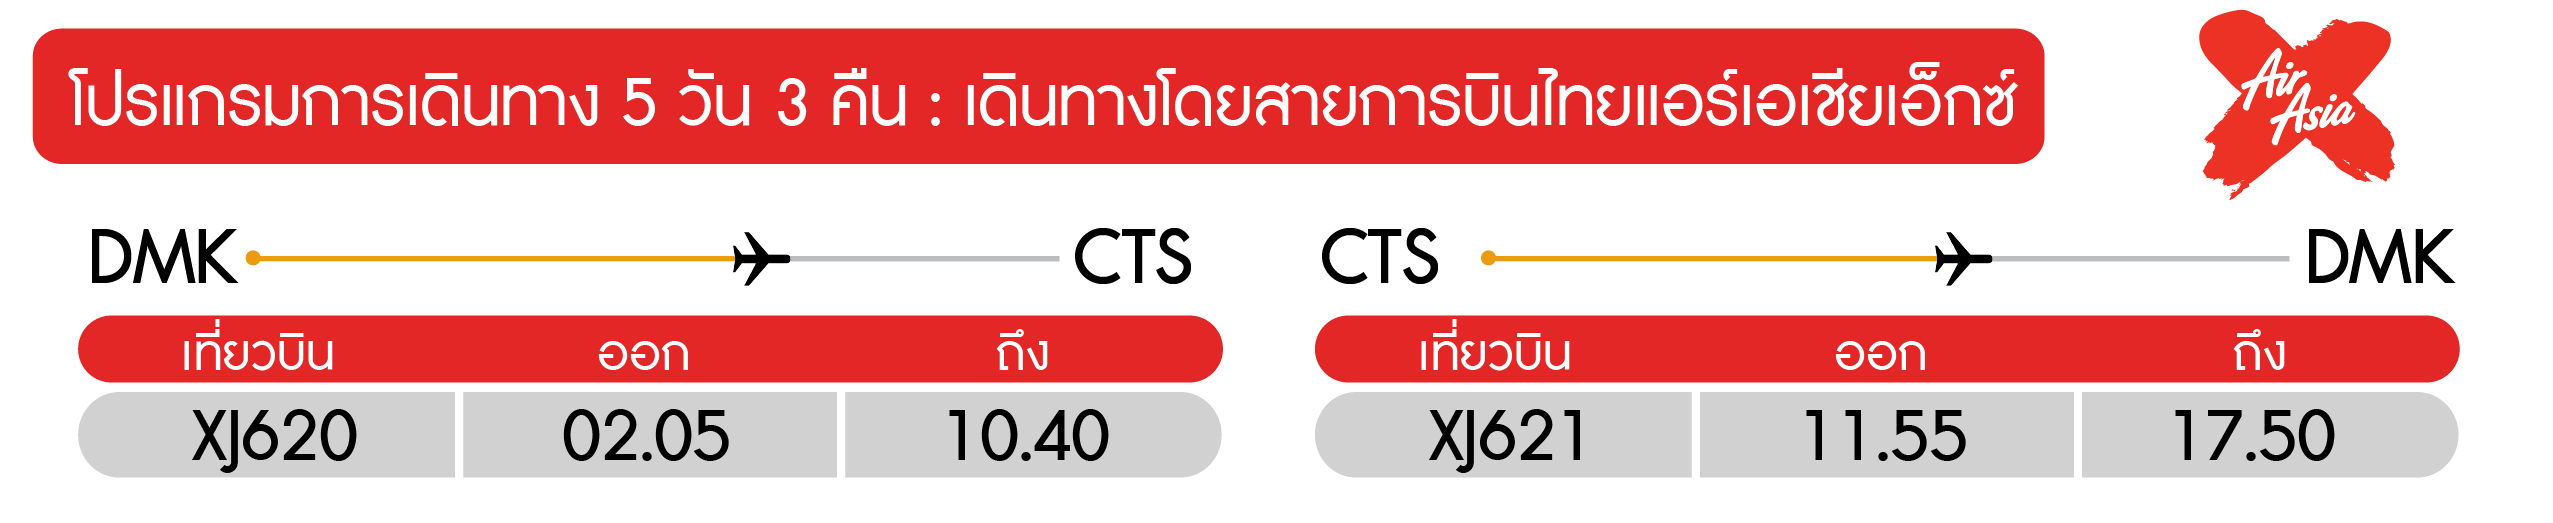 โปรแกรมการเดินทาง 5 วัน 3 คืน : เดินทางโดยสายการบินไทยแอร์เอเชียเอ็กซ์
Air
Asia
DMK CTS
เที่ยวบิน ออก ถึง
XJ620 02.05 10.40
CTS DMK
เที่ยวบิน ออก ถึง
XJ621 11.55 17.50